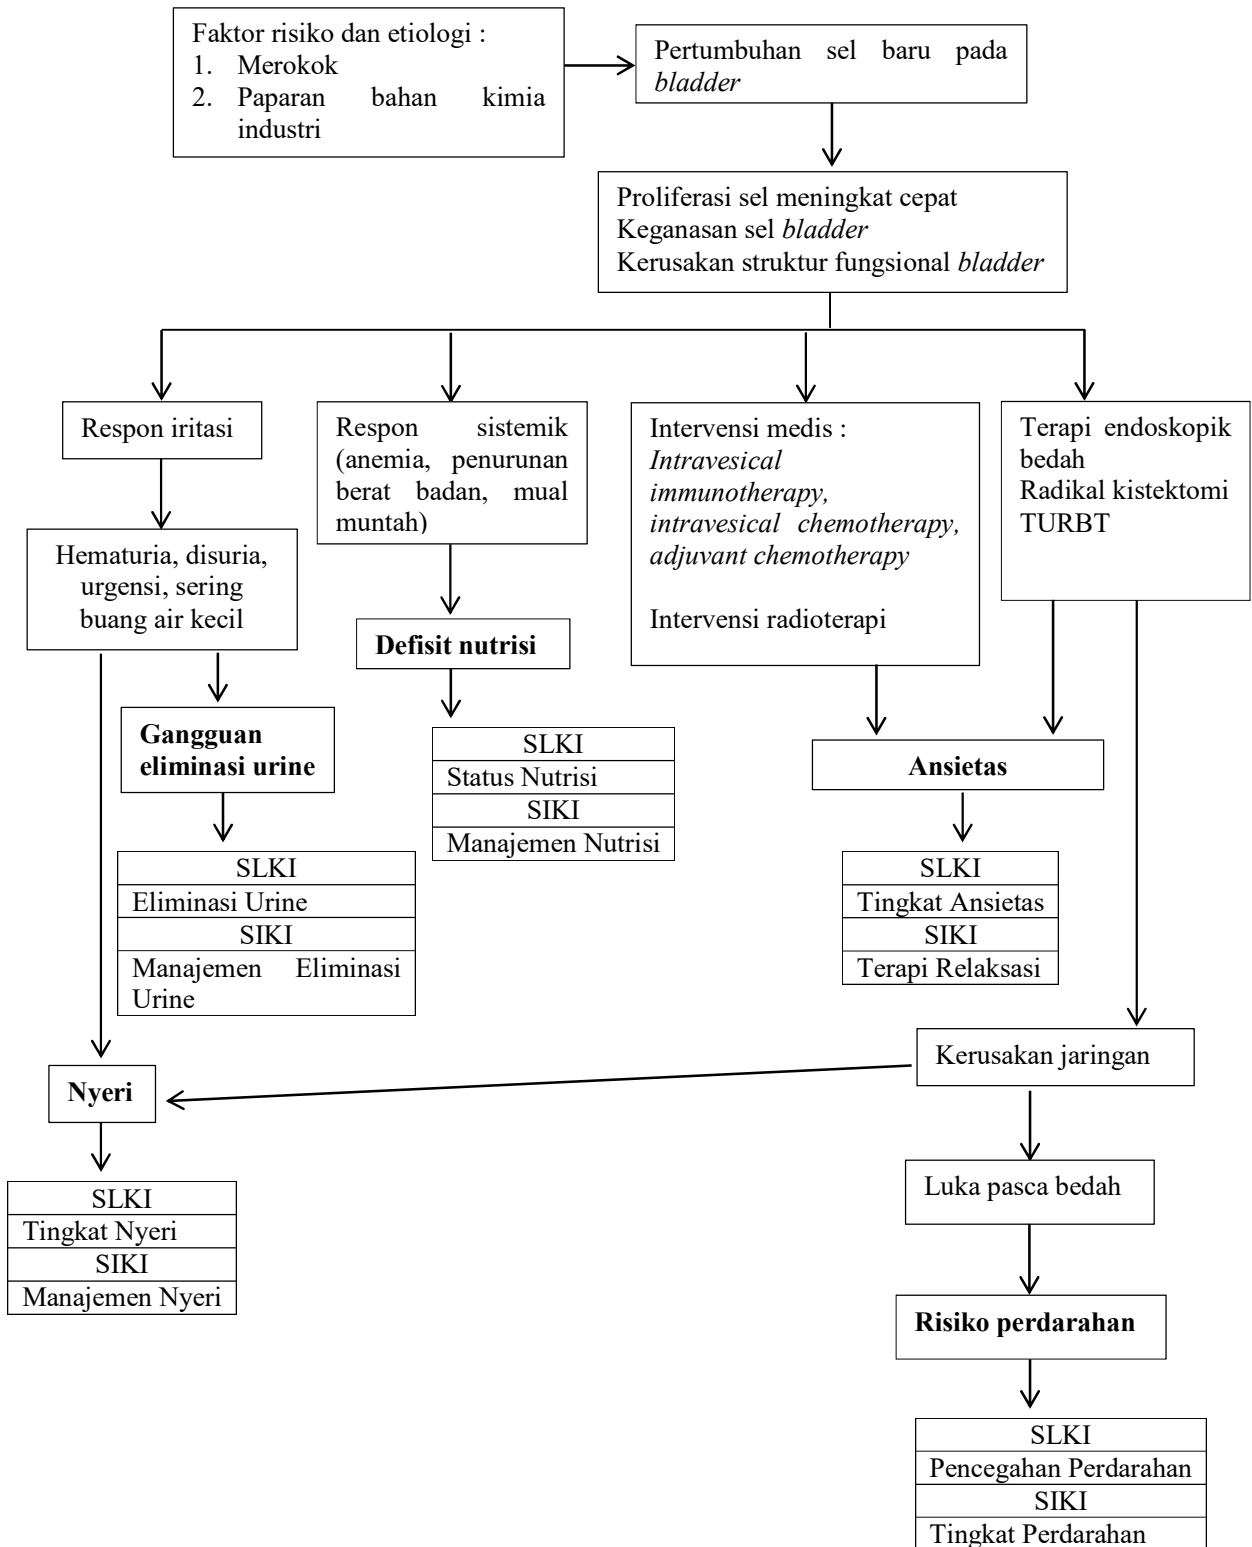 Faktor risiko dan etiologi :
1. Merokok
2. Paparan bahan kimia
industri
Pertumbuhan sel baru pada
bladder
Proliferasi sel meningkat cepat
Keganasan sel bladder
Kerusakan struktur fungsional bladder
Respon iritasi
Respon sistemik
(anemia, penurunan
berat badan, mual
muntah)
Intervensi medis :
Intravesical
immunotherapy,
intravesical chemotherapy,
adjuvant chemotherapy
Intervensi radioterapi
Terapi endoskopik
bedah
Radikal kistektomi
TURBT
Hematuria, disuria,
urgensi, sering
buang air kecil
Defisit nutrisi
Gangguan
eliminasi urine
SLKI
Status Nutrisi
SIKI
Manajemen Nutrisi
Ansietas
SLKI
Eliminasi Urine
SIKI
Manajemen Eliminasi
Urine
SLKI
Tingkat Ansietas
SIKI
Terapi Relaksasi
Kerusakan jaringan
Nyeri
SLKI
Tingkat Nyeri
SIKI
Manajemen Nyeri
Luka pasca bedah
Risiko perdarahan
SLKI
Pencegahan Perdarahan
SIKI
Tingkat Perdarahan